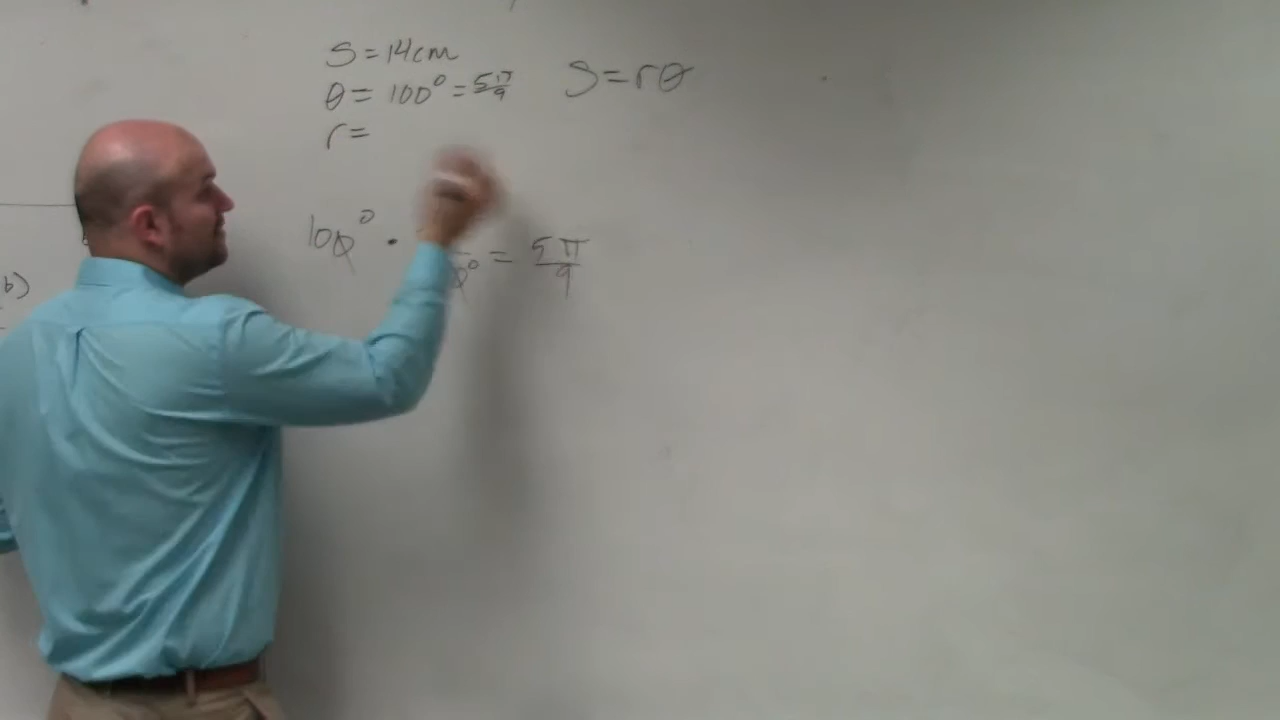 S = 14cm
θ = 100° = 5π/9
S = rθ
r =
100° · = 5π/9
b)